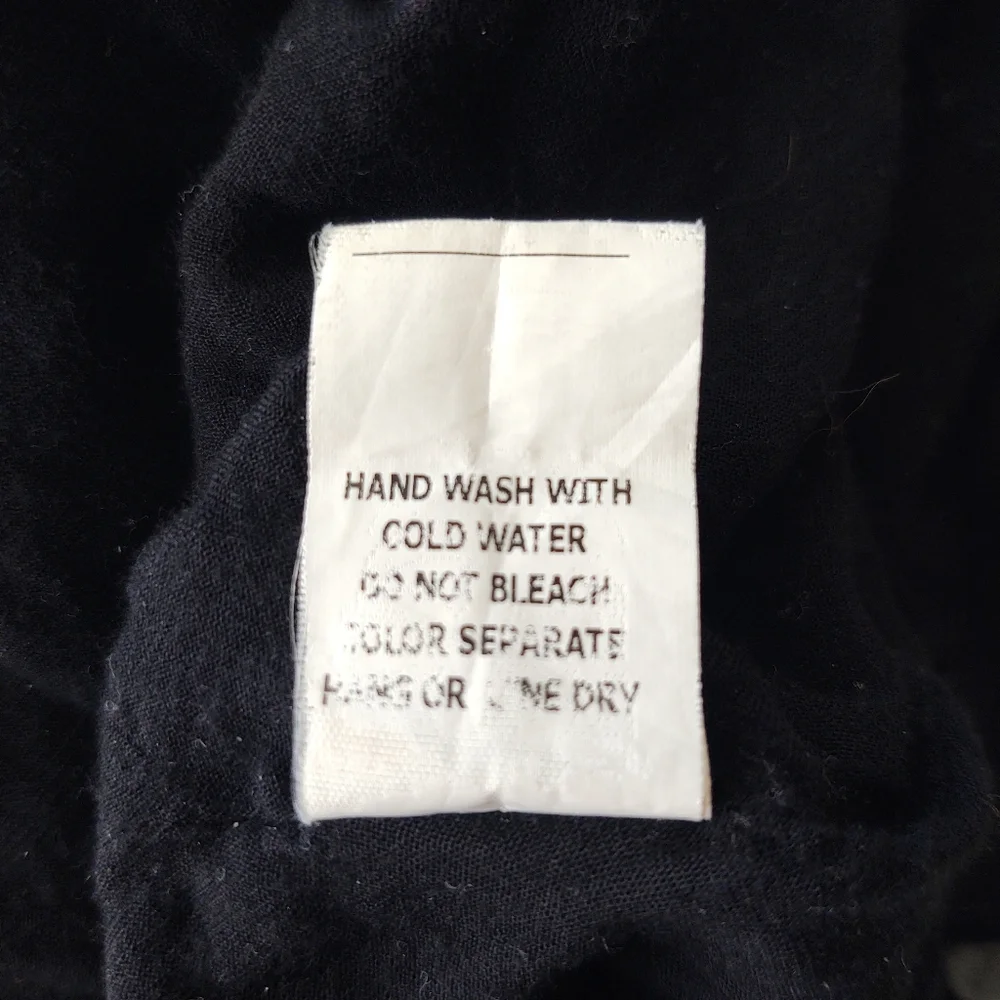 HAND WASH WITH
COLD WATER
DO NOT BLEACH
COLOR SEPARATE
HANG OR LINE DRY